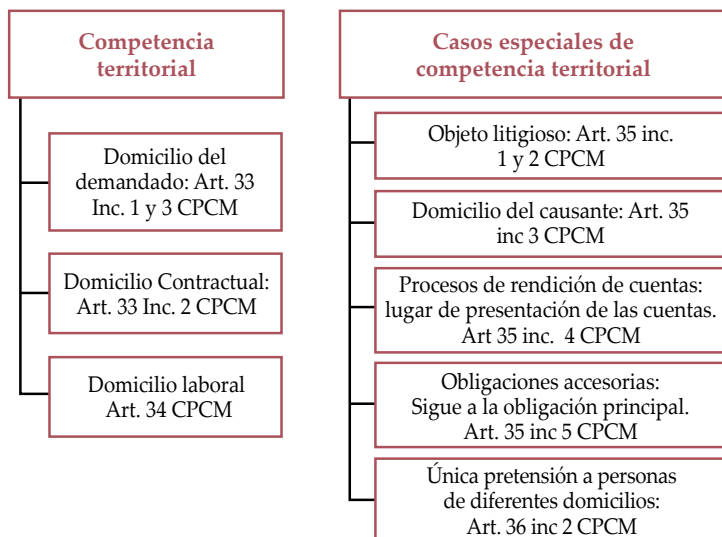 Competencia
territorial
Domicilio del
demandado: Art. 33
Inc. 1 y 3 CPCM
Domicilio Contractual:
Art. 33 Inc. 2 CPCM
Domicilio laboral
Art. 34 CPCM
Casos especiales de
competencia territorial
Objeto litigioso: Art. 35 inc.
1 y 2 CPCM
Domicilio del causante: Art. 35
inc 3 CPCM
Procesos de rendición de cuentas:
lugar de presentación de las cuentas.
Art 35 inc. 4 CPCM
Obligaciones accesorias:
Sigue a la obligación principal.
Art. 35 inc 5 CPCM
Única pretensión a personas
de diferentes domicilios:
Art. 36 inc 2 CPCM